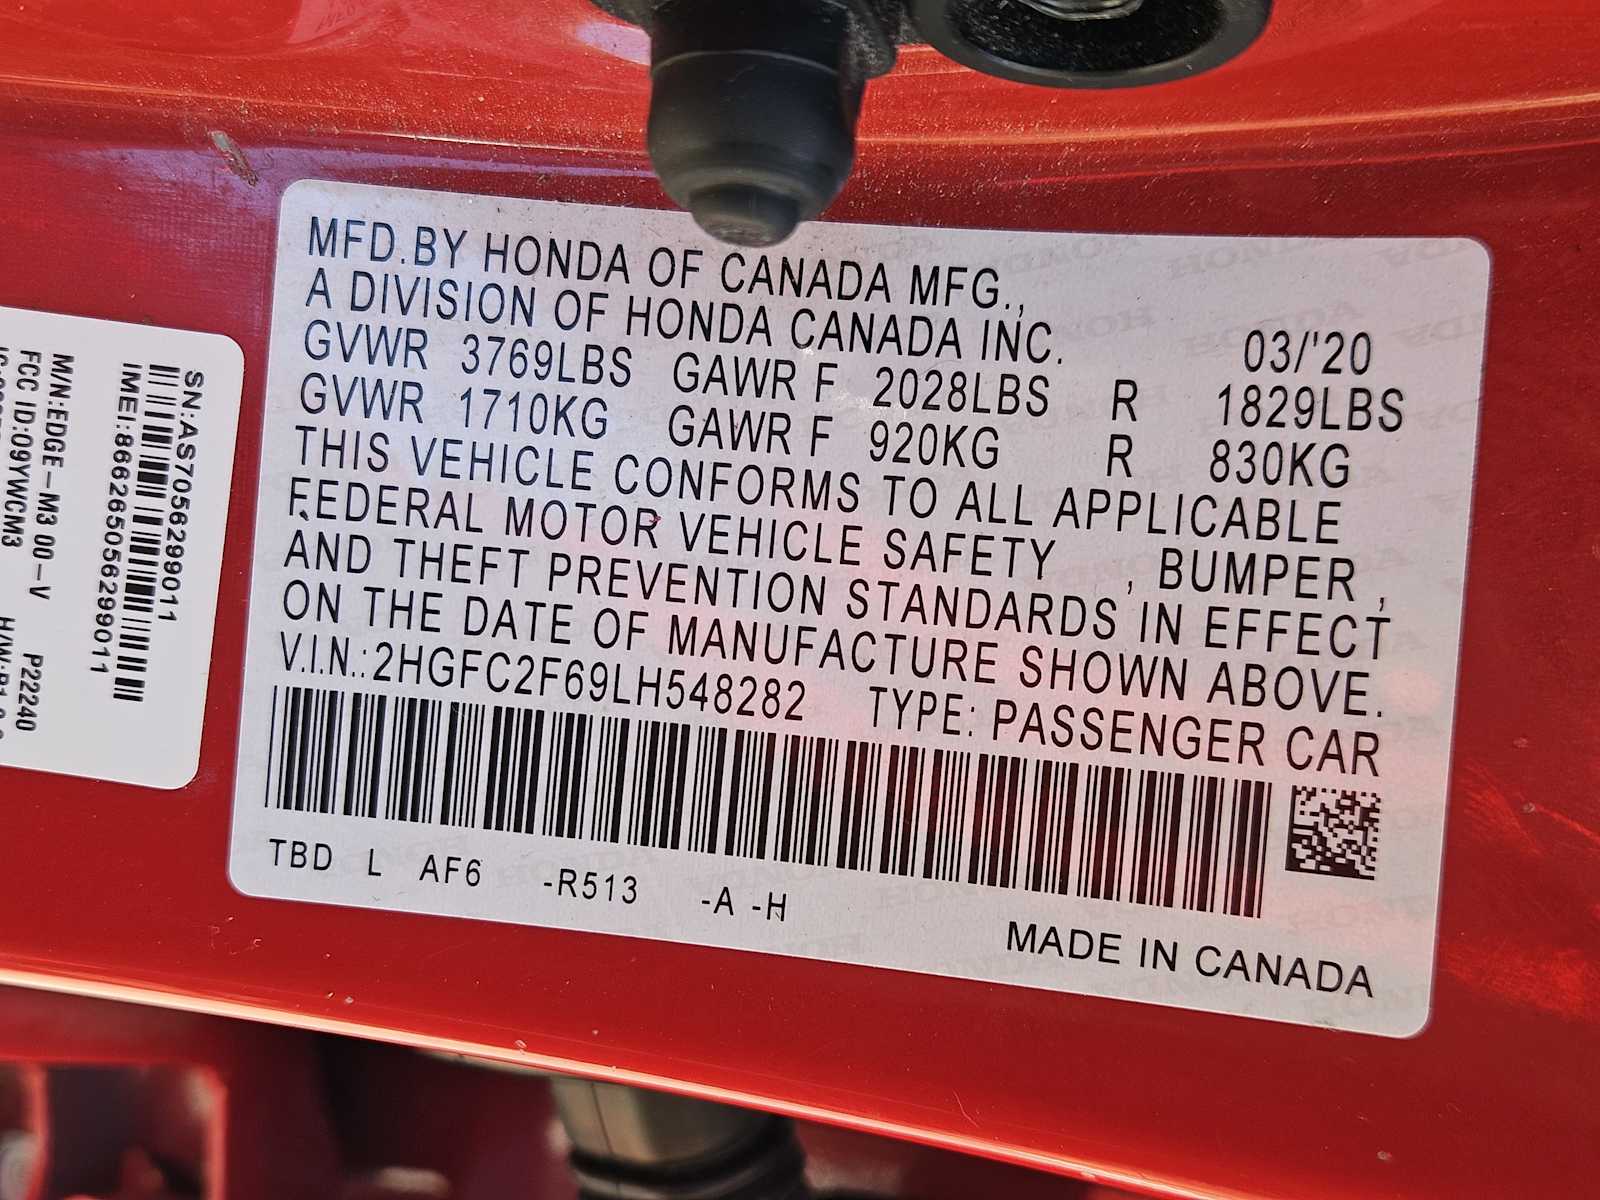 MFD.BY HONDA OF CANADA MFG.,
A DIVISION OF HONDA CANADA INC.
03/'20
GVWR 3769LBS GAWR F 2028LBS R 1829LBS
GVWR 1710KG GAWR F 920KG R 830KG
THIS VEHICLE CONFORMS TO ALL APPLICABLE
FEDERAL MOTOR VEHICLE SAFETY , BUMPER ,
AND THEFT PREVENTION STANDARDS IN EFFECT
ON THE DATE OF MANUFACTURE SHOWN ABOVE.
V.I.N.:2HGFC2F69LH548282 TYPE: PASSENGER CAR
TBD L AF6 -R513 -A -H
MADE IN CANADA
SN:AS7056299011
IMEI:866265056299011
M/N:EDGE-M3 00-V P22240
FCC ID:O9YWCM3